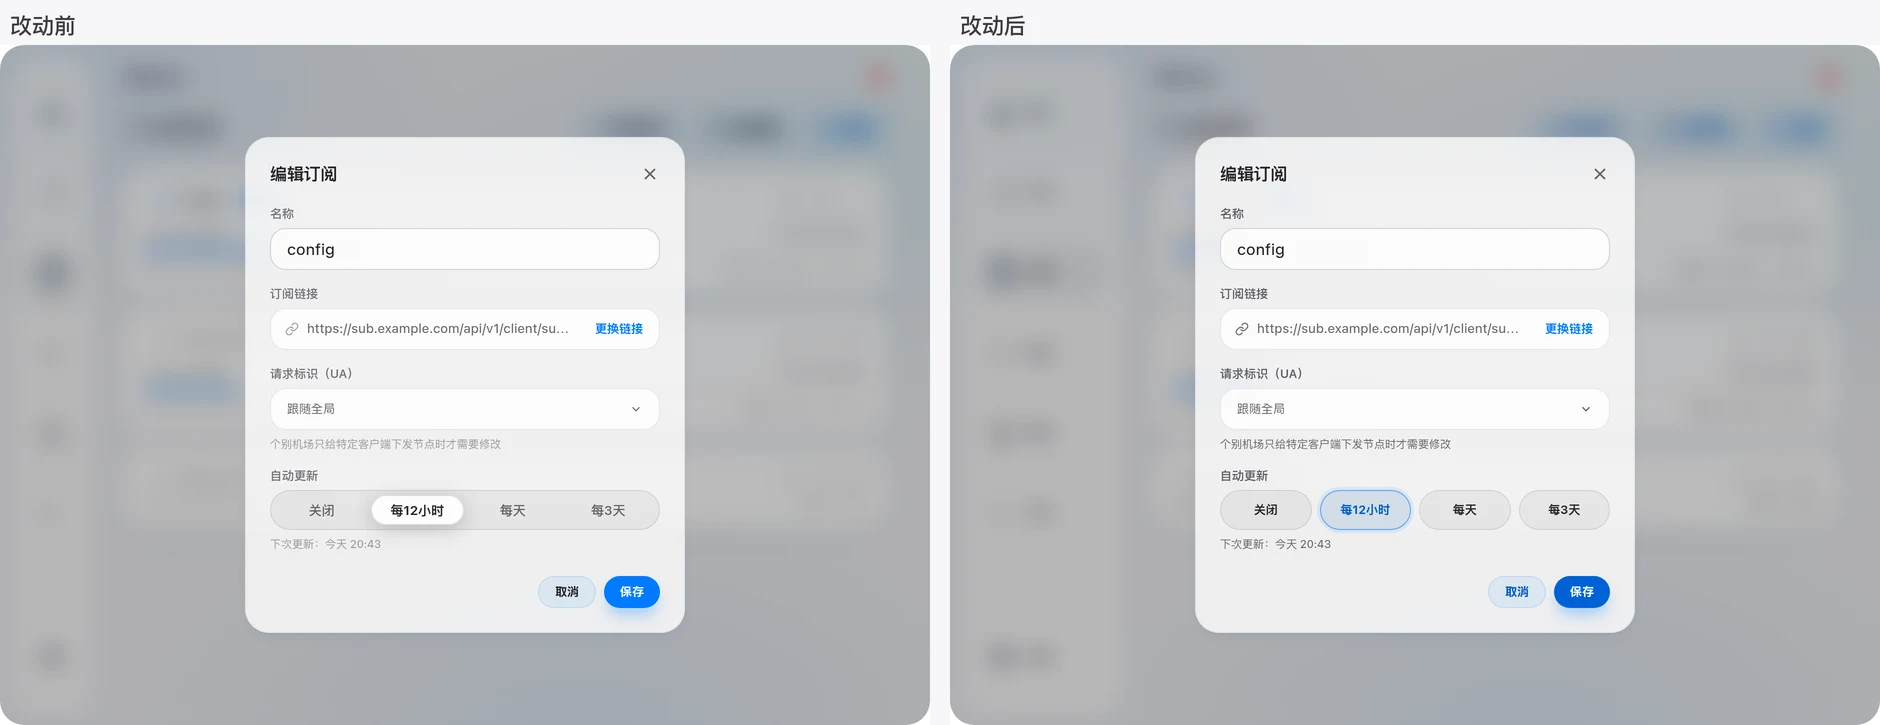 改动前
编辑订阅
名称
config
订阅链接
https://sub.example.com/api/v1/client/su... 更换链接
请求标识（UA）
跟随全局
个别机场只给特定客户端下发节点时才需要修改
自动更新
关闭 每12小时 每天 每3天
下次更新：今天 20:43
取消 保存
改动后
编辑订阅
名称
config
订阅链接
https://sub.example.com/api/v1/client/su... 更换链接
请求标识（UA）
跟随全局
个别机场只给特定客户端下发节点时才需要修改
自动更新
关闭 每12小时 每天 每3天
下次更新：今天 20:43
取消 保存